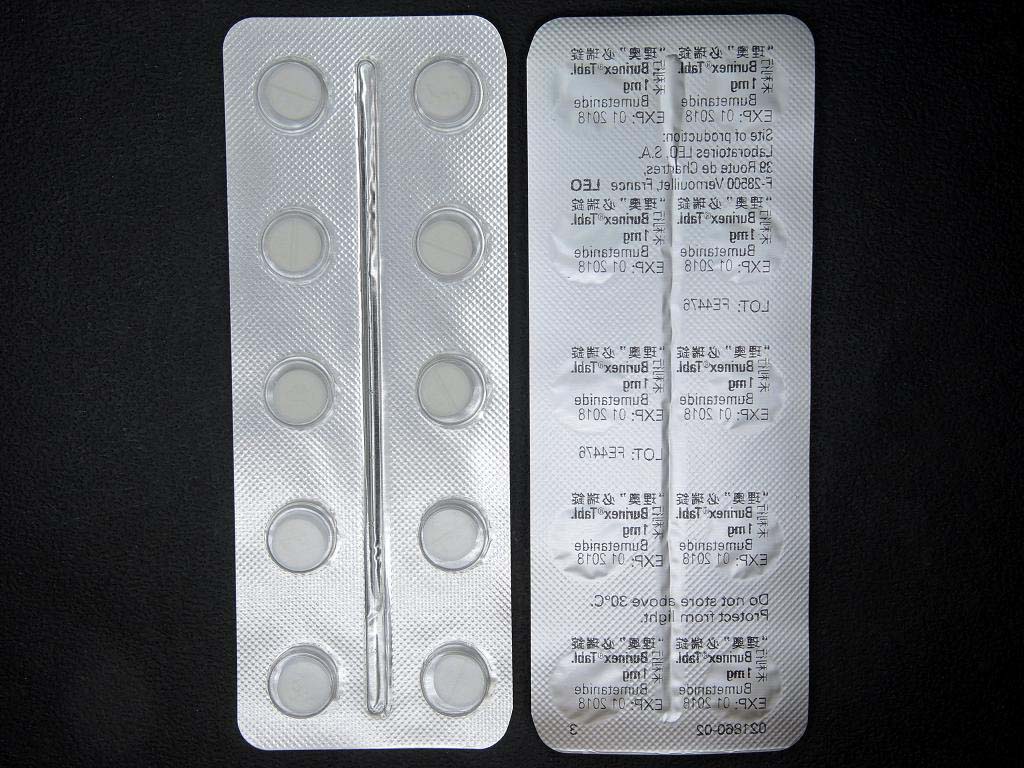 “理奧” 必瑞錠 “理奧” 必瑞錠
Burinex®Tabl. Burinex®Tabl.
1mg 1mg
Bumetanide Bumetanide
EXP: 01 2018 EXP: 01 2018
Site of production:
Laboratoires LEO, S.A.
39 Route de Chartres,
F-28500 Vernouillet, France LEO
“理奧” 必瑞錠 “理奧” 必瑞錠
Burinex®Tabl. Burinex®Tabl.
1mg 1mg
Bumetanide Bumetanide
EXP: 01 2018 EXP: 01 2018
LOT: FE4476
“理奧” 必瑞錠 “理奧” 必瑞錠
Burinex®Tabl. Burinex®Tabl.
1mg 1mg
Bumetanide Bumetanide
EXP: 01 2018 EXP: 01 2018
LOT: FE4476
“理奧” 必瑞錠 “理奧” 必瑞錠
Burinex®Tabl. Burinex®Tabl.
1mg 1mg
Bumetanide Bumetanide
EXP: 01 2018 EXP: 01 2018
Do not store above 30°C.
Protect from light.
“理奧” 必瑞錠 “理奧” 必瑞錠
Burinex®Tabl. Burinex®Tabl.
1mg 1mg
Bumetanide Bumetanide
EXP: 01 2018 EXP: 01 2018
021860-02 3